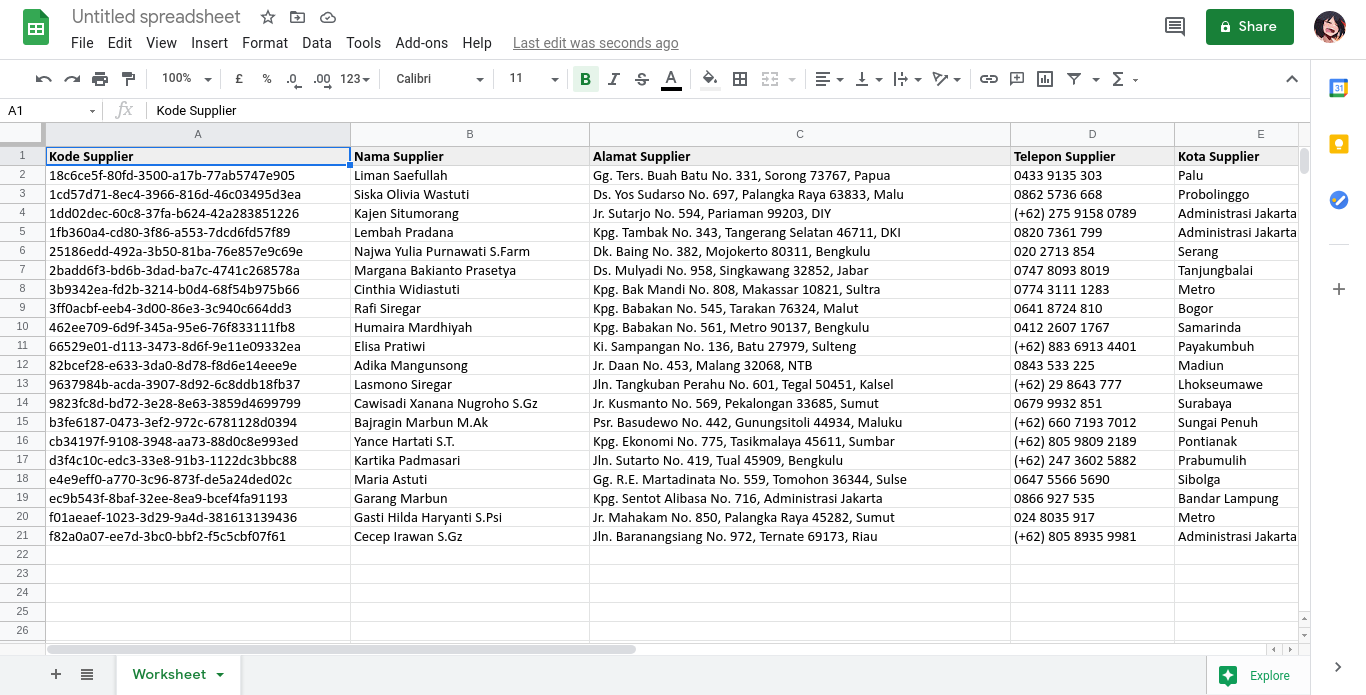 Untitled spreadsheet
File Edit View Insert Format Data Tools Add-ons Help Last edit was seconds ago
Share
100% £ % .0 .00 123 Calibri 11 B I S A
31
A1 fx Kode Supplier
A B C D E
1 Kode Supplier Nama Supplier Alamat Supplier Telepon Supplier Kota Supplier
2 18c6ce5f-80fd-3500-a17b-77ab5747e905 Liman Saefullah Gg. Ters. Buah Batu No. 331, Sorong 73767, Papua 0433 9135 303 Palu
3 1cd57d71-8ec4-3966-816d-46c03495d3ea Siska Olivia Wastuti Ds. Yos Sudarso No. 697, Palangka Raya 63833, Malu 0862 5736 668 Probolinggo
4 1dd02dec-60c8-37fa-b624-42a283851226 Kajen Situmorang Jr. Sutarjo No. 594, Pariaman 99203, DIY (+62) 275 9158 0789 Administrasi Jakarta
5 1fb360a4-cd80-3f86-a553-7dcd6fd57f89 Lembah Pradana Kpg. Tambak No. 343, Tangerang Selatan 46711, DKI 0820 7361 799 Administrasi Jakarta
6 25186edd-492a-3b50-81ba-76e857e9c69e Najwa Yulia Purnawati S.Farm Dk. Baing No. 382, Mojokerto 80311, Bengkulu 020 2713 854 Serang
7 2badd6f3-bd6b-3dad-ba7c-4741c268578a Margana Bakianto Prasetya Ds. Mulyadi No. 958, Singkawang 32852, Jabar 0747 8093 8019 Tanjungbalai
8 3b9342ea-fd2b-3214-b0d4-68f54b975b66 Cinthia Widiastuti Kpg. Bak Mandi No. 808, Makassar 10821, Sultra 0774 3111 1283 Metro
9 3ff0acbf-eeb4-3d00-86e3-3c940c664dd3 Rafi Siregar Kpg. Babakan No. 545, Tarakan 76324, Malut 0641 8724 810 Bogor
10 462ee709-6d9f-345a-95e6-76f833111fb8 Humaira Mardhiyah Kpg. Babakan No. 561, Metro 90137, Bengkulu 0412 2607 1767 Samarinda
11 66529e01-d113-3473-8d6f-9e11e09332ea Elisa Pratiwi Ki. Sampangan No. 136, Batu 27979, Sulteng (+62) 883 6913 4401 Payakumbuh
12 82bcef28-e633-3da0-8d78-f8d6e14eee9e Adika Mangunsong Jr. Daan No. 453, Malang 32068, NTB 0843 533 225 Madiun
13 9637984b-acda-3907-8d92-6c8ddb18fb37 Lasmono Siregar Jln. Tangkuban Perahu No. 601, Tegal 50451, Kalsel (+62) 29 8643 777 Lhokseumawe
14 9823fc8d-bd72-3e28-8e63-3859d4699799 Cawisadi Xanana Nugroho S.Gz Jr. Kusmanto No. 569, Pekalongan 33685, Sumut 0679 9932 851 Surabaya
15 b3fe6187-0473-3ef2-972c-6781128d0394 Bajragin Marbun M.Ak Psr. Basudewo No. 442, Gunungsitoli 44934, Maluku (+62) 660 7193 7012 Sungai Penuh
16 cb34197f-9108-3948-aa73-88d0c8e993ed Yance Hartati S.T. Kpg. Ekonomi No. 775, Tasikmalaya 45611, Sumbar (+62) 805 9809 2189 Pontianak
17 d3f4c10c-edc3-33e8-91b3-1122dc3bbc88 Kartika Padmasari Jln. Sutarto No. 419, Tual 45909, Bengkulu (+62) 247 3602 5882 Prabumulih
18 e4e9eff0-a770-3c96-873f-de5a24ded02c Maria Astuti Gg. R.E. Martadinata No. 559, Tomohon 36344, Sulse 0647 5566 5690 Sibolga
19 ec9b543f-8baf-32ee-8ea9-bcef4fa91193 Garang Marbun Kpg. Sentot Alibasa No. 716, Administrasi Jakarta 0866 927 535 Bandar Lampung
20 f01aeaef-1023-3d29-9a4d-381613139436 Gasti Hilda Haryanti S.Psi Jr. Mahakam No. 850, Palangka Raya 45282, Sumut 024 8035 917 Metro
21 f82a0a07-ee7d-3bc0-bbf2-f5c5cbf07f61 Cecep Irawan S.Gz Jln. Baranangsiang No. 972, Ternate 69173, Riau (+62) 805 8935 9981 Administrasi Jakarta
22
23
24
25
26
Worksheet
Explore